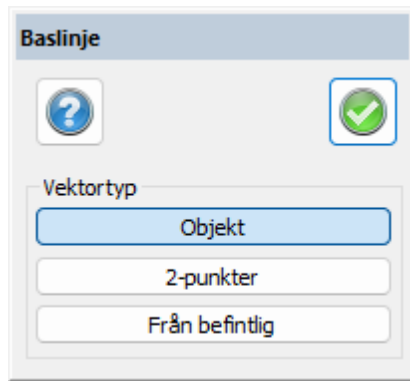 Baslinje
Vektortyp
Objekt
2-punkter
Från befintlig